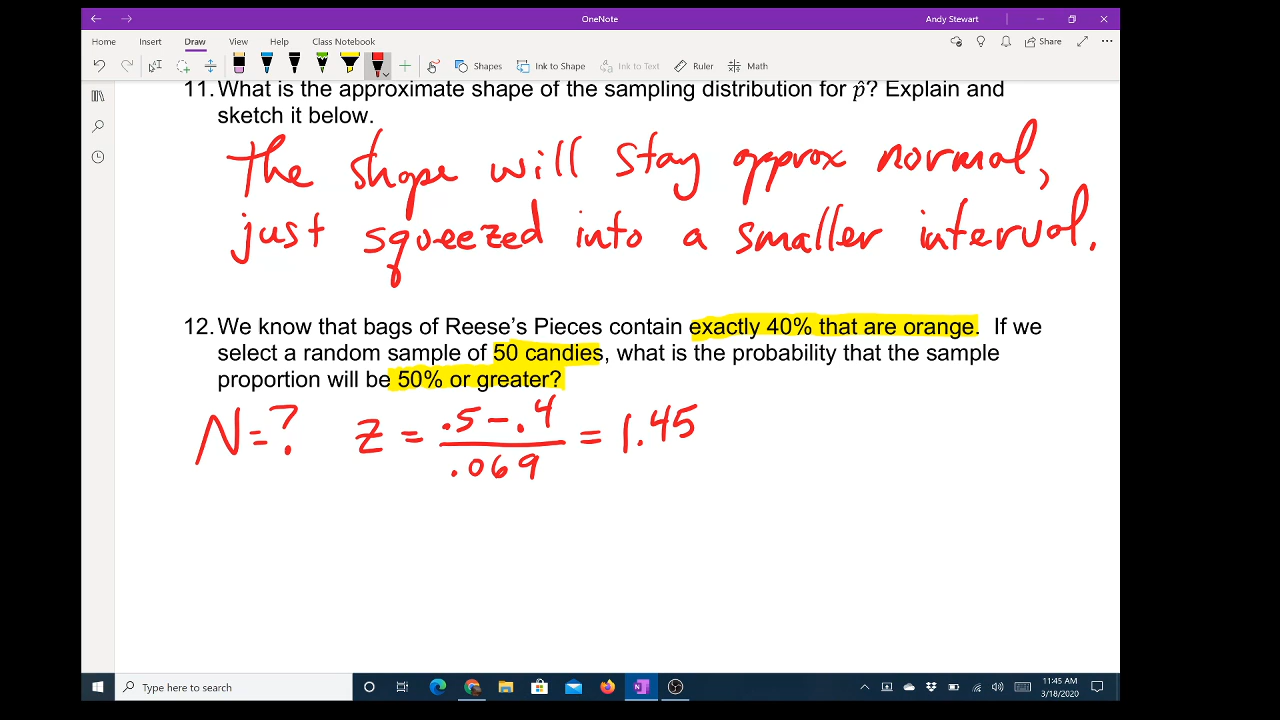 OneNote
Andy Stewart
Home Insert Draw View Help Class Notebook
Share
Shapes Ink to Shape Ink to Text Ruler Math
11. What is the approximate shape of the sampling distribution for p̂? Explain and
sketch it below.
The shape will stay approx normal,
just squeezed into a smaller interval.
12. We know that bags of Reese's Pieces contain exactly 40% that are orange. If we
select a random sample of 50 candies, what is the probability that the sample
proportion will be 50% or greater?
N=? z = .5-.4 / .069 = 1.45
Type here to search
11:45 AM
3/18/2020